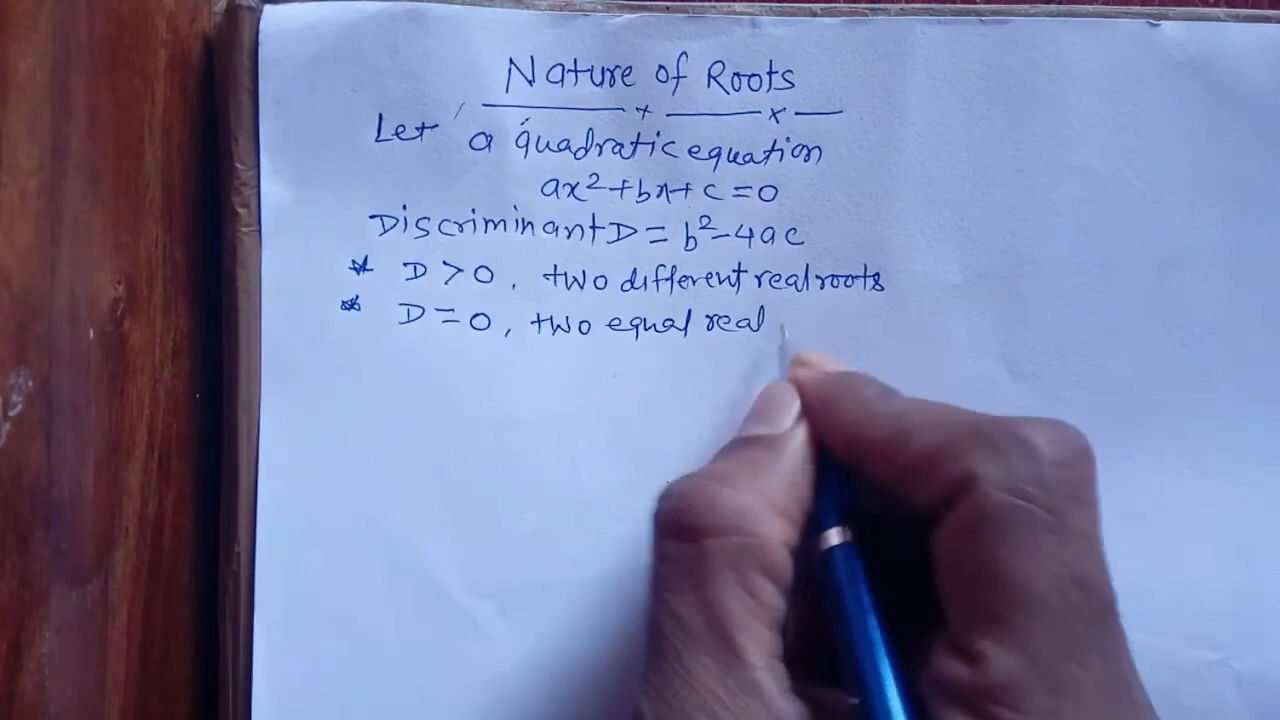 Nature of Roots
Let a quadratic equation
ax²+bx+c=0
Discriminant D = b²-4ac
* D > 0, two different real roots
* D = 0, two equal real